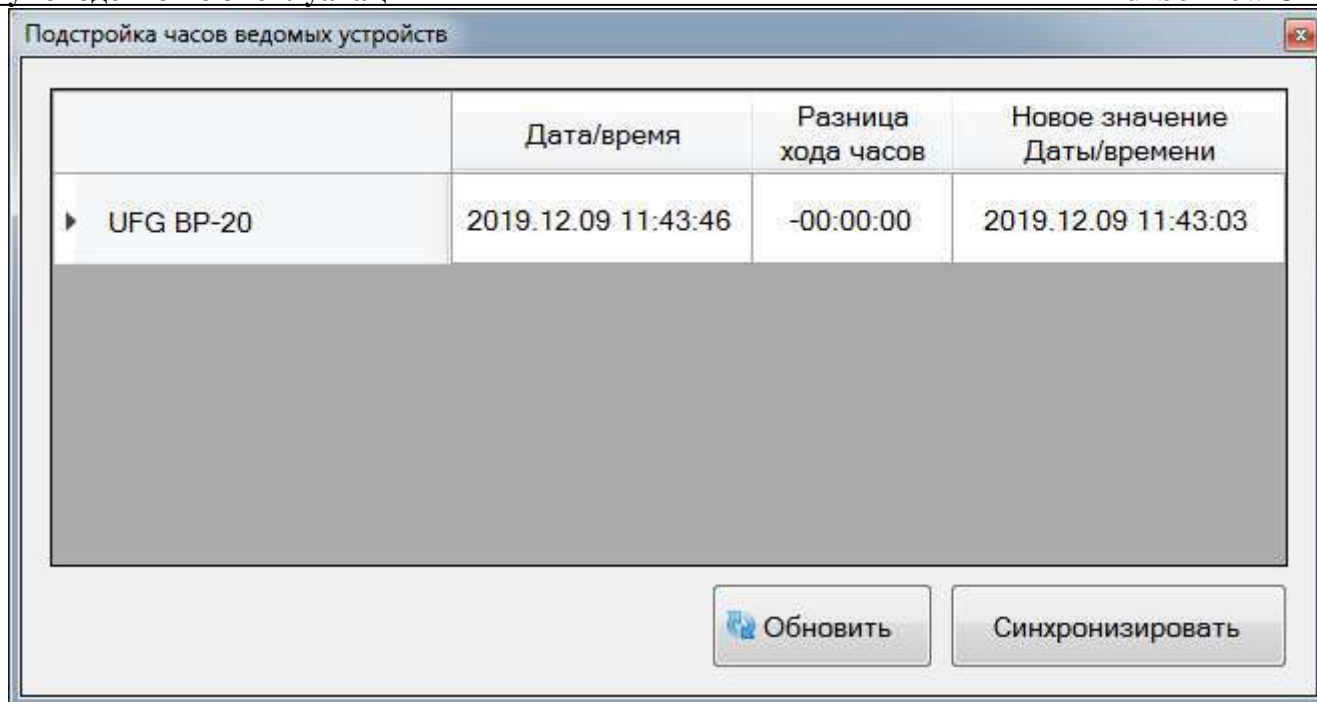 Подстройка часов ведомых устройств
Дата/время
Разница
хода часов
Новое значение
Даты/времени
UFG BP-20
2019.12.09 11:43:46
-00:00:00
2019.12.09 11:43:03
Обновить
Синхронизировать